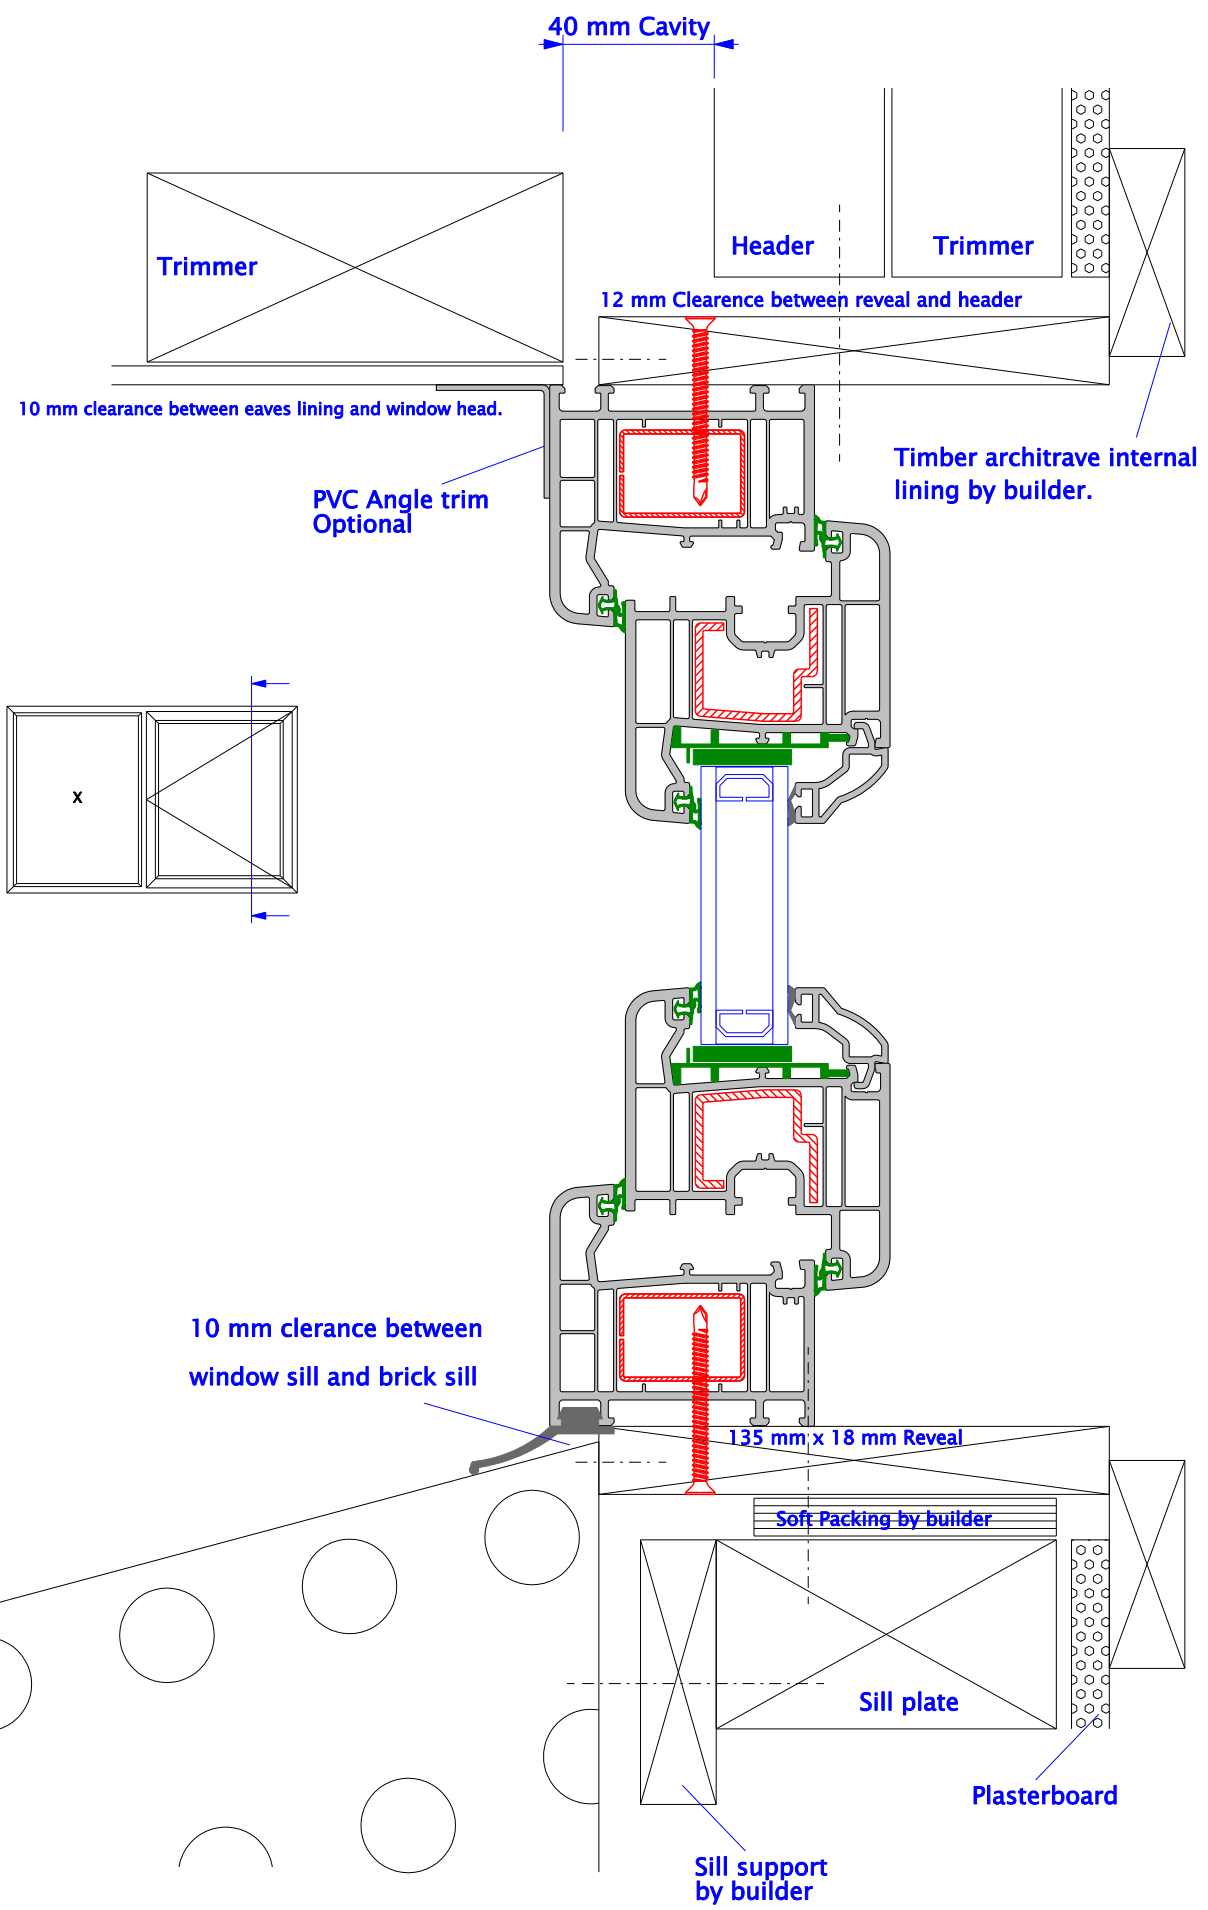 40 mm Cavity
Trimmer
Header
Trimmer
12 mm Clearence between reveal and header
10 mm clearance between eaves lining and window head.
PVC Angle trim
Optional
Timber architrave internal
lining by builder.
x
10 mm clerance between
window sill and brick sill
135 mm x 18 mm Reveal
Soft Packing by builder
Sill plate
Plasterboard
Sill support
by builder